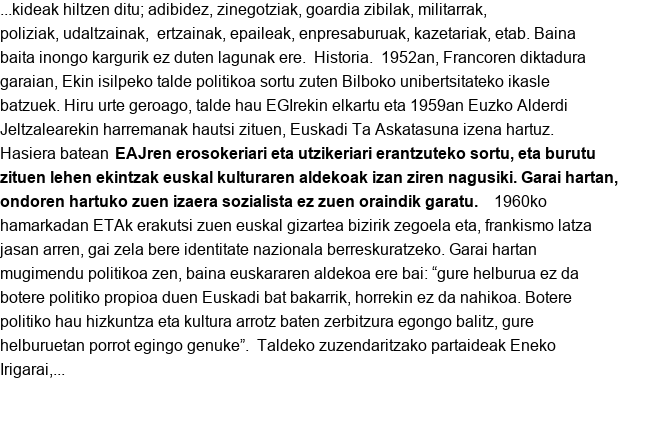 ...kideak hiltzen ditu; adibidez, zinegotziak, goardia zibilak, militarrak,
poliziak, udaltzainak,  ertzainak, epaileak, enpresaburuak, kazetariak, etab. Baina
baita inongo kargurik ez duten lagunak ere.  Historia.  1952an, Francoren diktadura
garaian, Ekin isilpeko talde politikoa sortu zuten Bilboko unibertsitateko ikasle
batzuek. Hiru urte geroago, talde hau EGIrekin elkartu eta 1959an Euzko Alderdi
Jeltzalearekin harremanak hautsi zituen, Euskadi Ta Askatasuna izena hartuz.
Hasiera batean EAJren erosokeriari eta utzikeriari erantzuteko sortu, eta burutu
zituen lehen ekintzak euskal kulturaren aldekoak izan ziren nagusiki. Garai hartan,
ondoren hartuko zuen izaera sozialista ez zuen oraindik garatu.   1960ko
hamarkadan ETAk erakutsi zuen euskal gizartea bizirik zegoela eta, frankismo latza
jasan arren, gai zela bere identitate nazionala berreskuratzeko. Garai hartan
mugimendu politikoa zen, baina euskararen aldekoa ere bai: “gure helburua ez da
botere politiko propioa duen Euskadi bat bakarrik, horrekin ez da nahikoa. Botere
politiko hau hizkuntza eta kultura arrotz baten zerbitzura egongo balitz, gure
helburuetan porrot egingo genuke”.  Taldeko zuzendaritzako partaideak Eneko
Irigarai,...